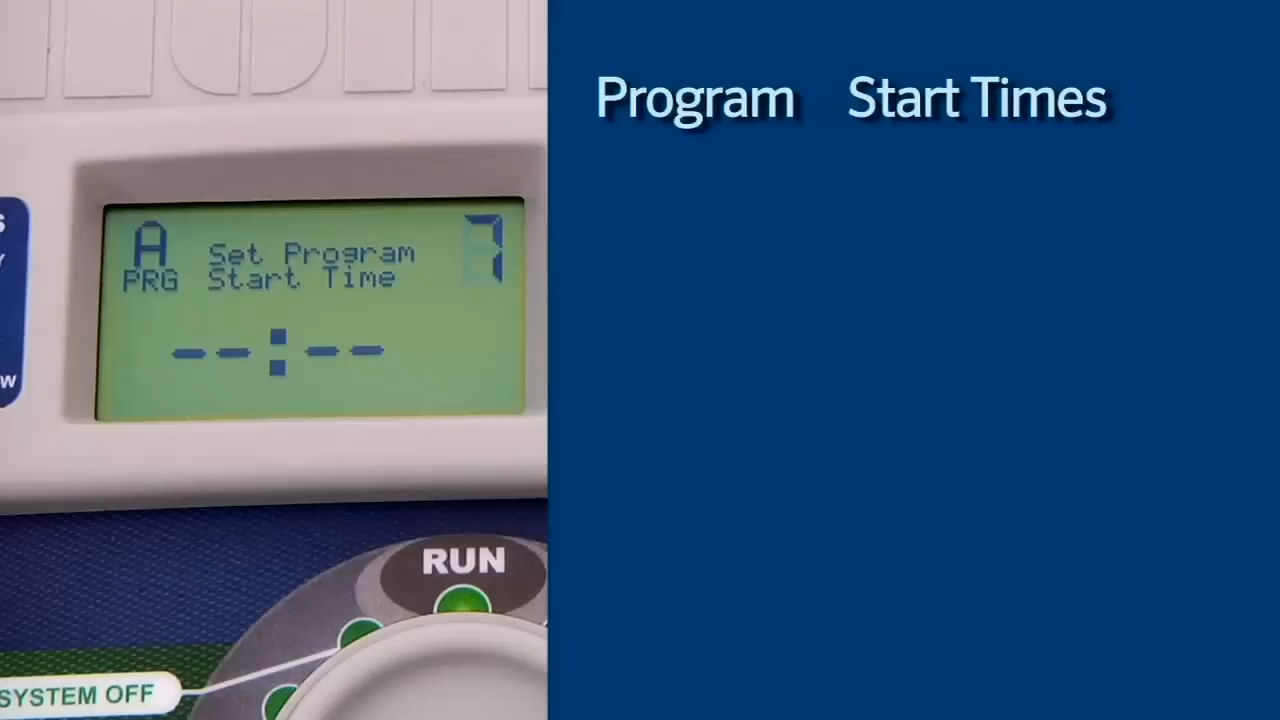 Program Start Times
A
PRG
Set Program
Start Time
7
--:--
S
Y
W
RUN
SYSTEM OFF